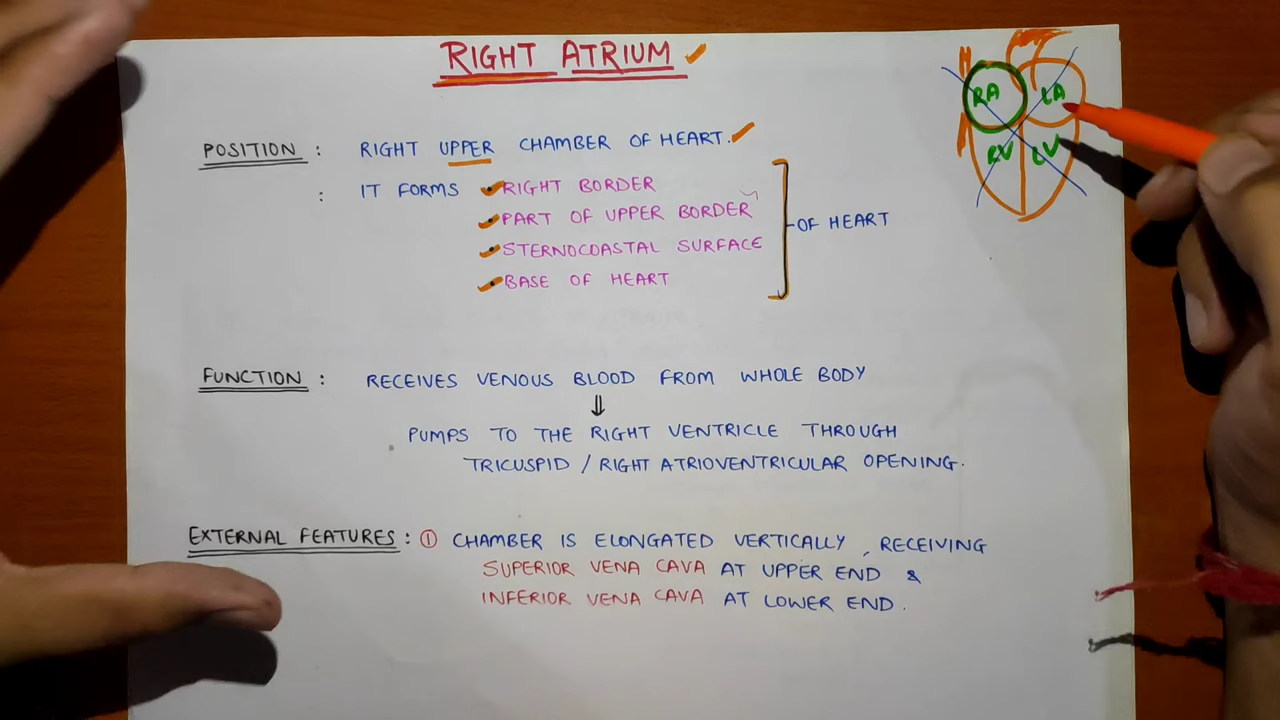 RIGHT ATRIUM
RA LA
RV LV
POSITION : RIGHT UPPER CHAMBER OF HEART.
: IT FORMS • RIGHT BORDER
• PART OF UPPER BORDER
• STERNOCOASTAL SURFACE
• BASE OF HEART
OF HEART
FUNCTION : RECEIVES VENOUS BLOOD FROM WHOLE BODY
⇓
PUMPS TO THE RIGHT VENTRICLE THROUGH
TRICUSPID / RIGHT ATRIOVENTRICULAR OPENING.
EXTERNAL FEATURES : ① CHAMBER IS ELONGATED VERTICALLY, RECEIVING
SUPERIOR VENA CAVA AT UPPER END &
INFERIOR VENA CAVA AT LOWER END.